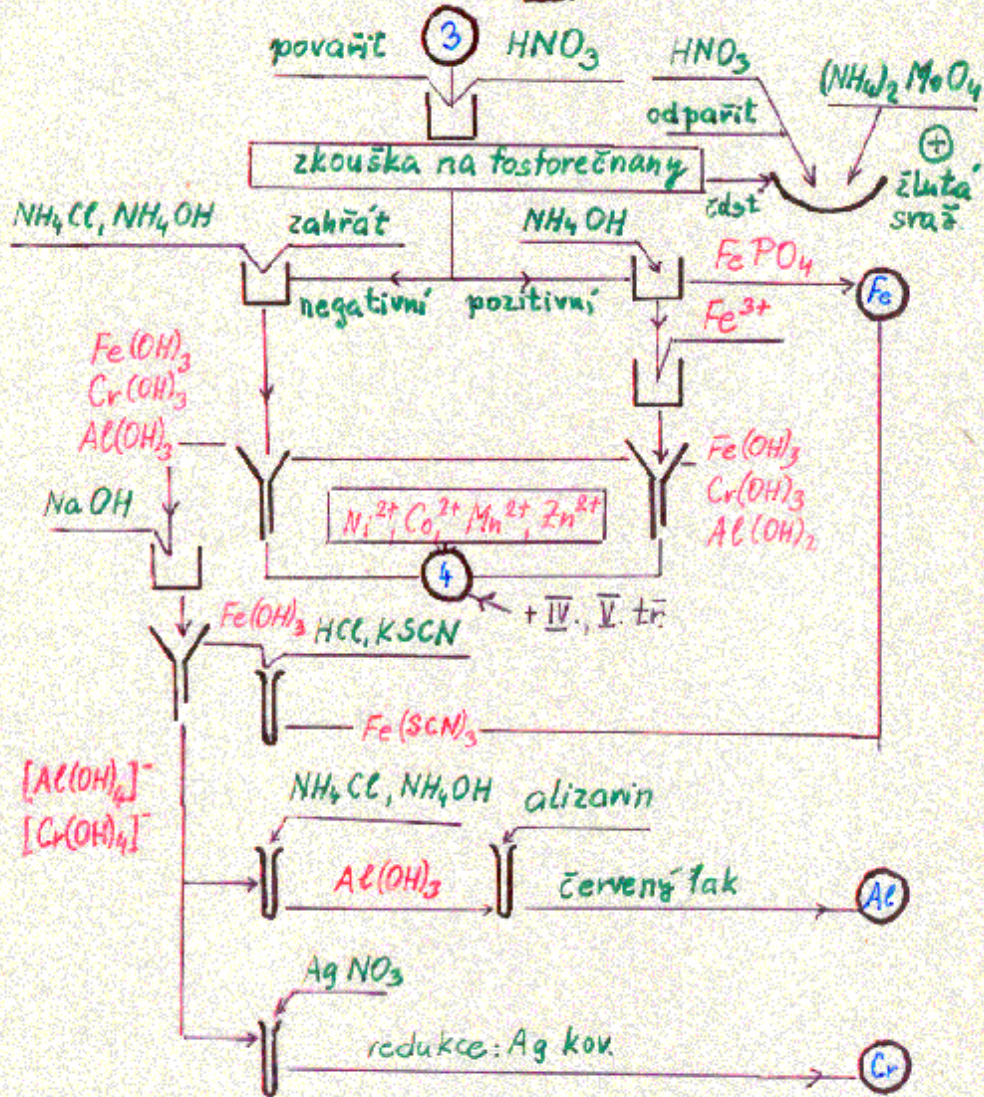 3
povařit
HNO₃
HNO₃
(NH₄)₂MoO₄
odpařit
zkouška na fosforečnany
část
+
žlutá
sraž.
NH₄Cl, NH₄OH
zahřát
NH₄OH
FePO₄
Fe
negativní
pozitivní
Fe³⁺
Fe(OH)₃
Cr(OH)₃
Al(OH)₃
Fe(OH)₃
Cr(OH)₃
Al(OH)₂
NaOH
Ni²⁺, Co²⁺, Mn²⁺, Zn²⁺
4
+ IV., V. tř.
Fe(OH)₃
HCl, KSCN
Fe(SCN)₃
[Al(OH)₄]⁻
[Cr(OH)₄]⁻
NH₄Cl, NH₄OH
alizarin
Al(OH)₃
červený lak
Al
AgNO₃
redukce: Ag kov.
Cr